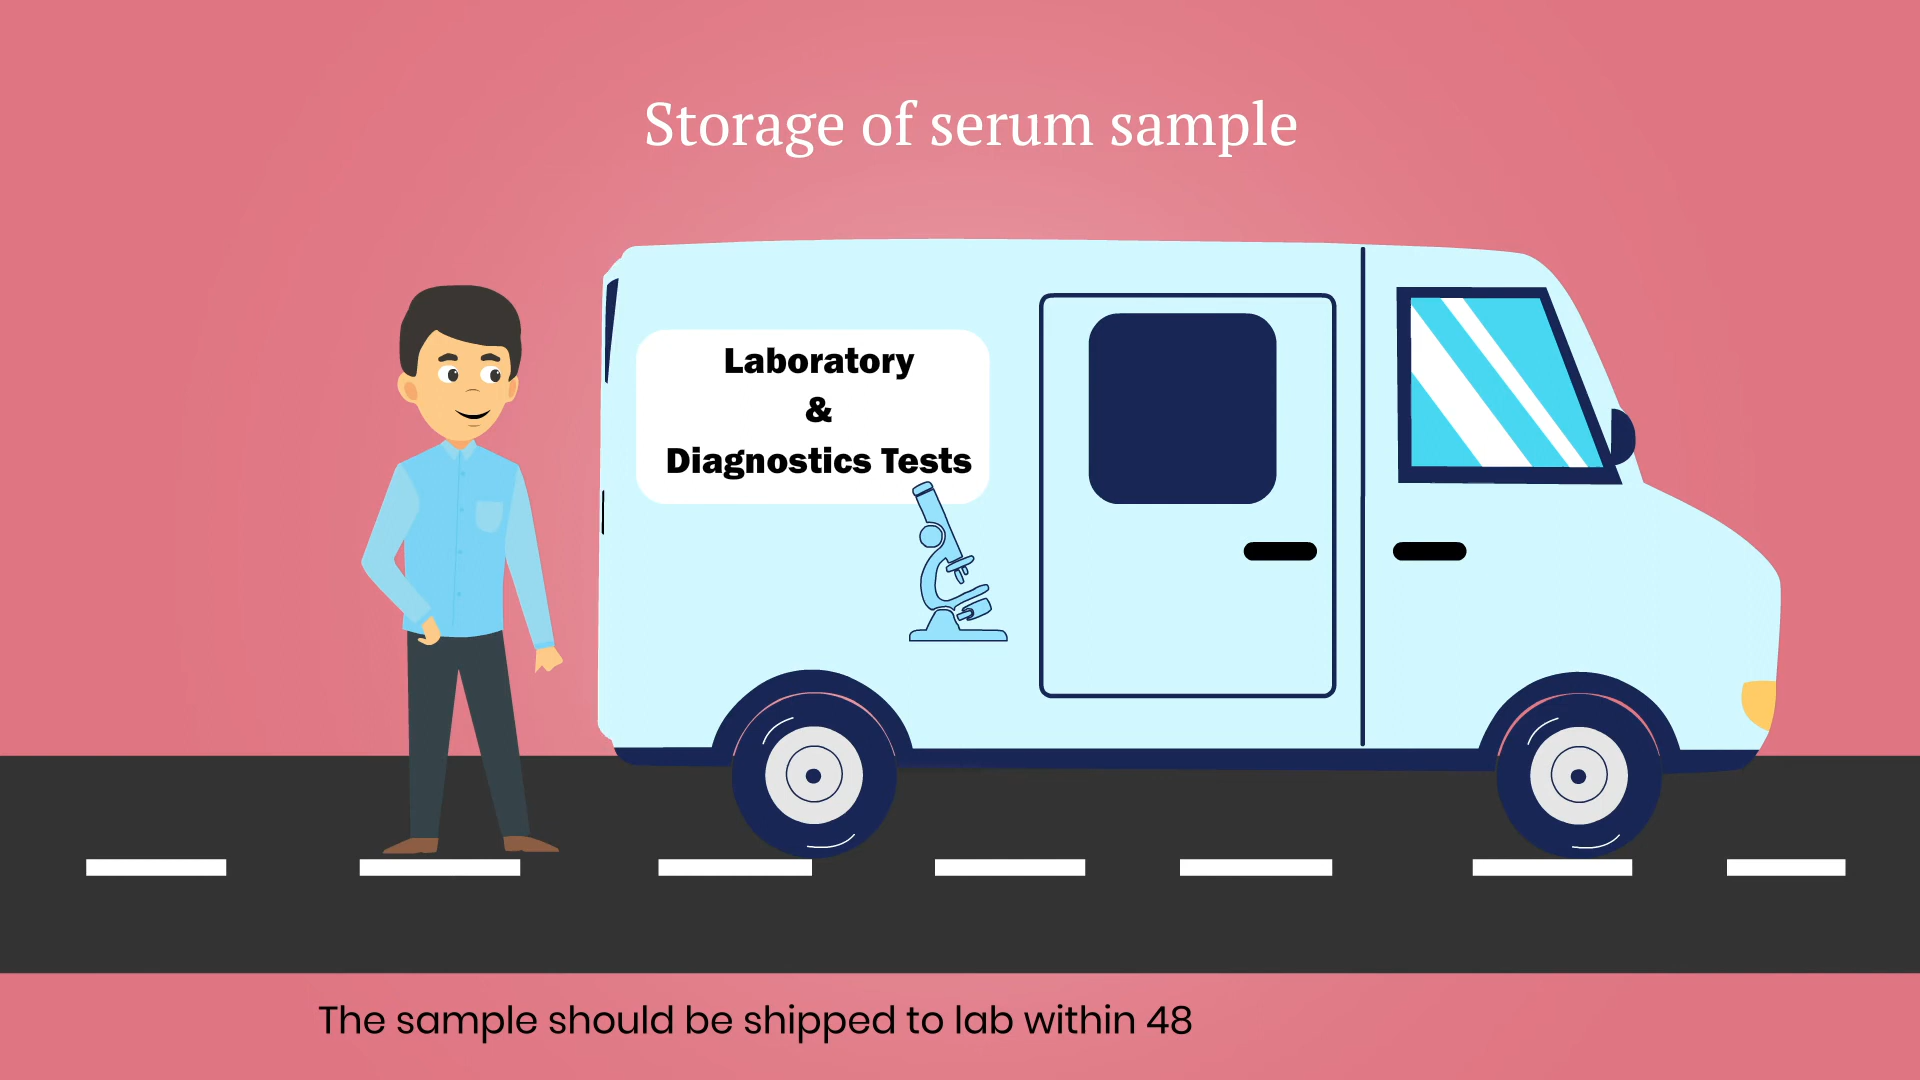 Storage of serum sample
Laboratory
&
Diagnostics Tests
The sample should be shipped to lab within 48